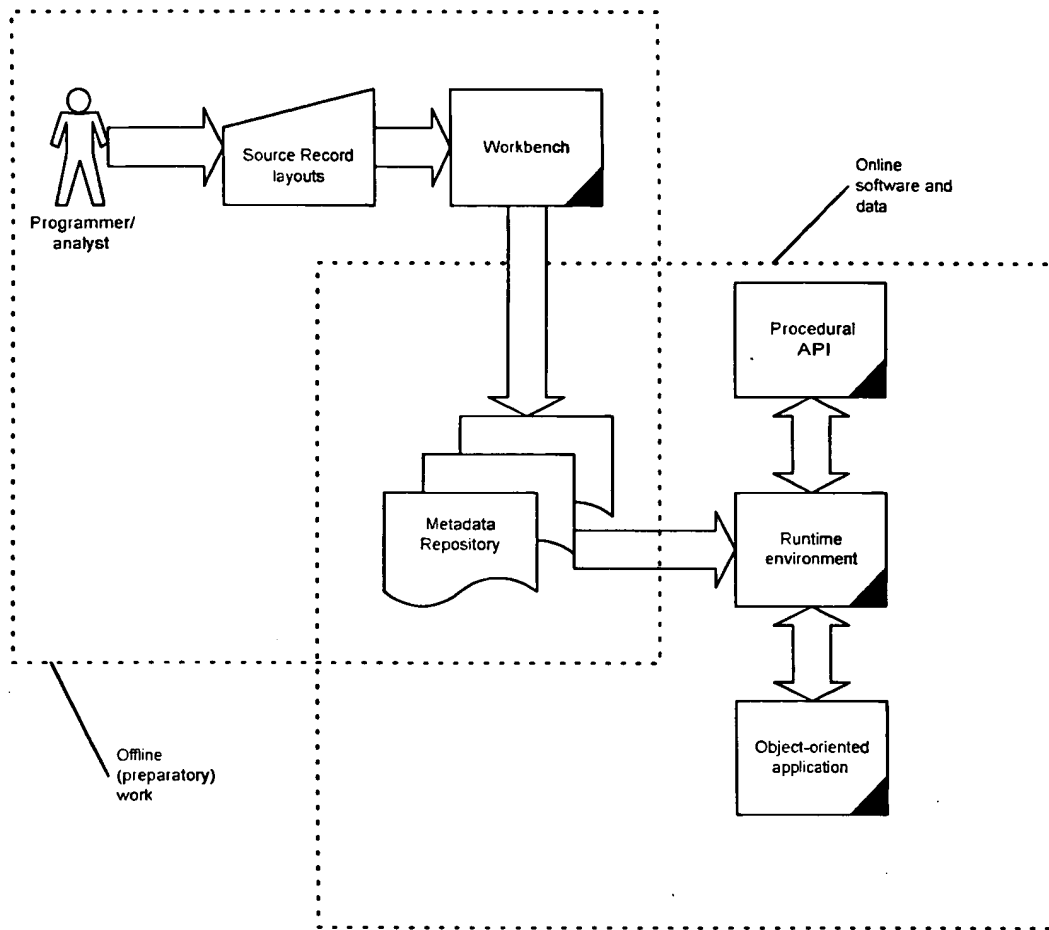 Programmer/
analyst
Source Record
layouts
Workbench
Online
software and
data
Procedural
API
Metadata
Repository
Runtime
environment
Object-oriented
application
Offline
(preparatory)
work